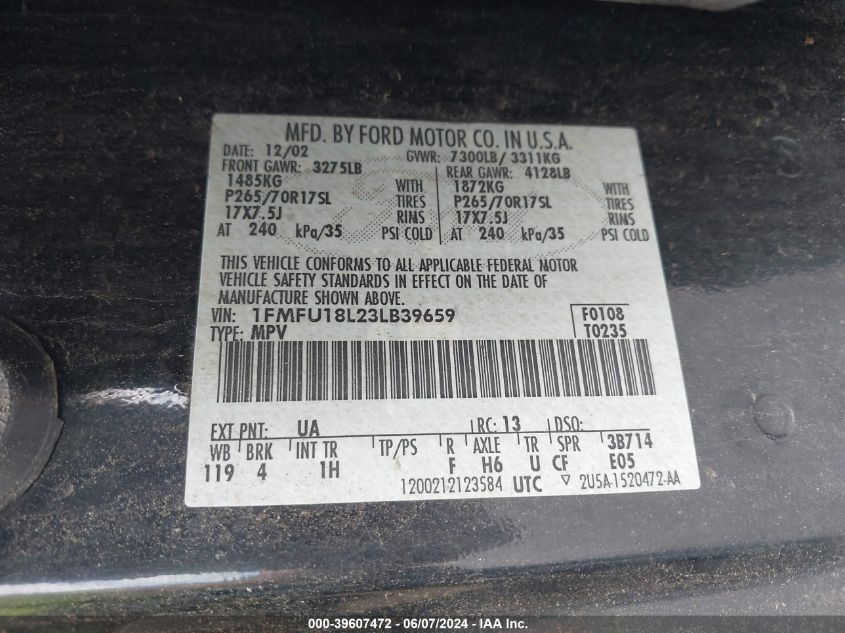 MFD. BY FORD MOTOR CO. IN U.S.A.
DATE: 12/02 GVWR: 7300LB/ 3311KG
FRONT GAWR: 3275LB REAR GAWR: 4128LB
1485KG WITH 1872KG WITH
P265/70R17SL TIRES P265/70R17SL TIRES
17X7.5J RIMS 17X7.5J RIMS
AT 240 kPa/35 PSI COLD AT 240 kPa/35 PSI COLD
THIS VEHICLE CONFORMS TO ALL APPLICABLE FEDERAL MOTOR
VEHICLE SAFETY STANDARDS IN EFFECT ON THE DATE OF
MANUFACTURE SHOWN ABOVE.
VIN: 1FMFU18L23LB39659 F0108
TYPE: MPV T0235
EXT PNT: UA RC: 13 DSO:
WB BRK INT TR TP/PS R AXLE TR SPR 3B714
119 4 1H F H6 U CF E05
120021-2123584 UTC ▽ 2U5A-1520472-AA
000-39607472 - 06/07/2024 - IAA Inc.